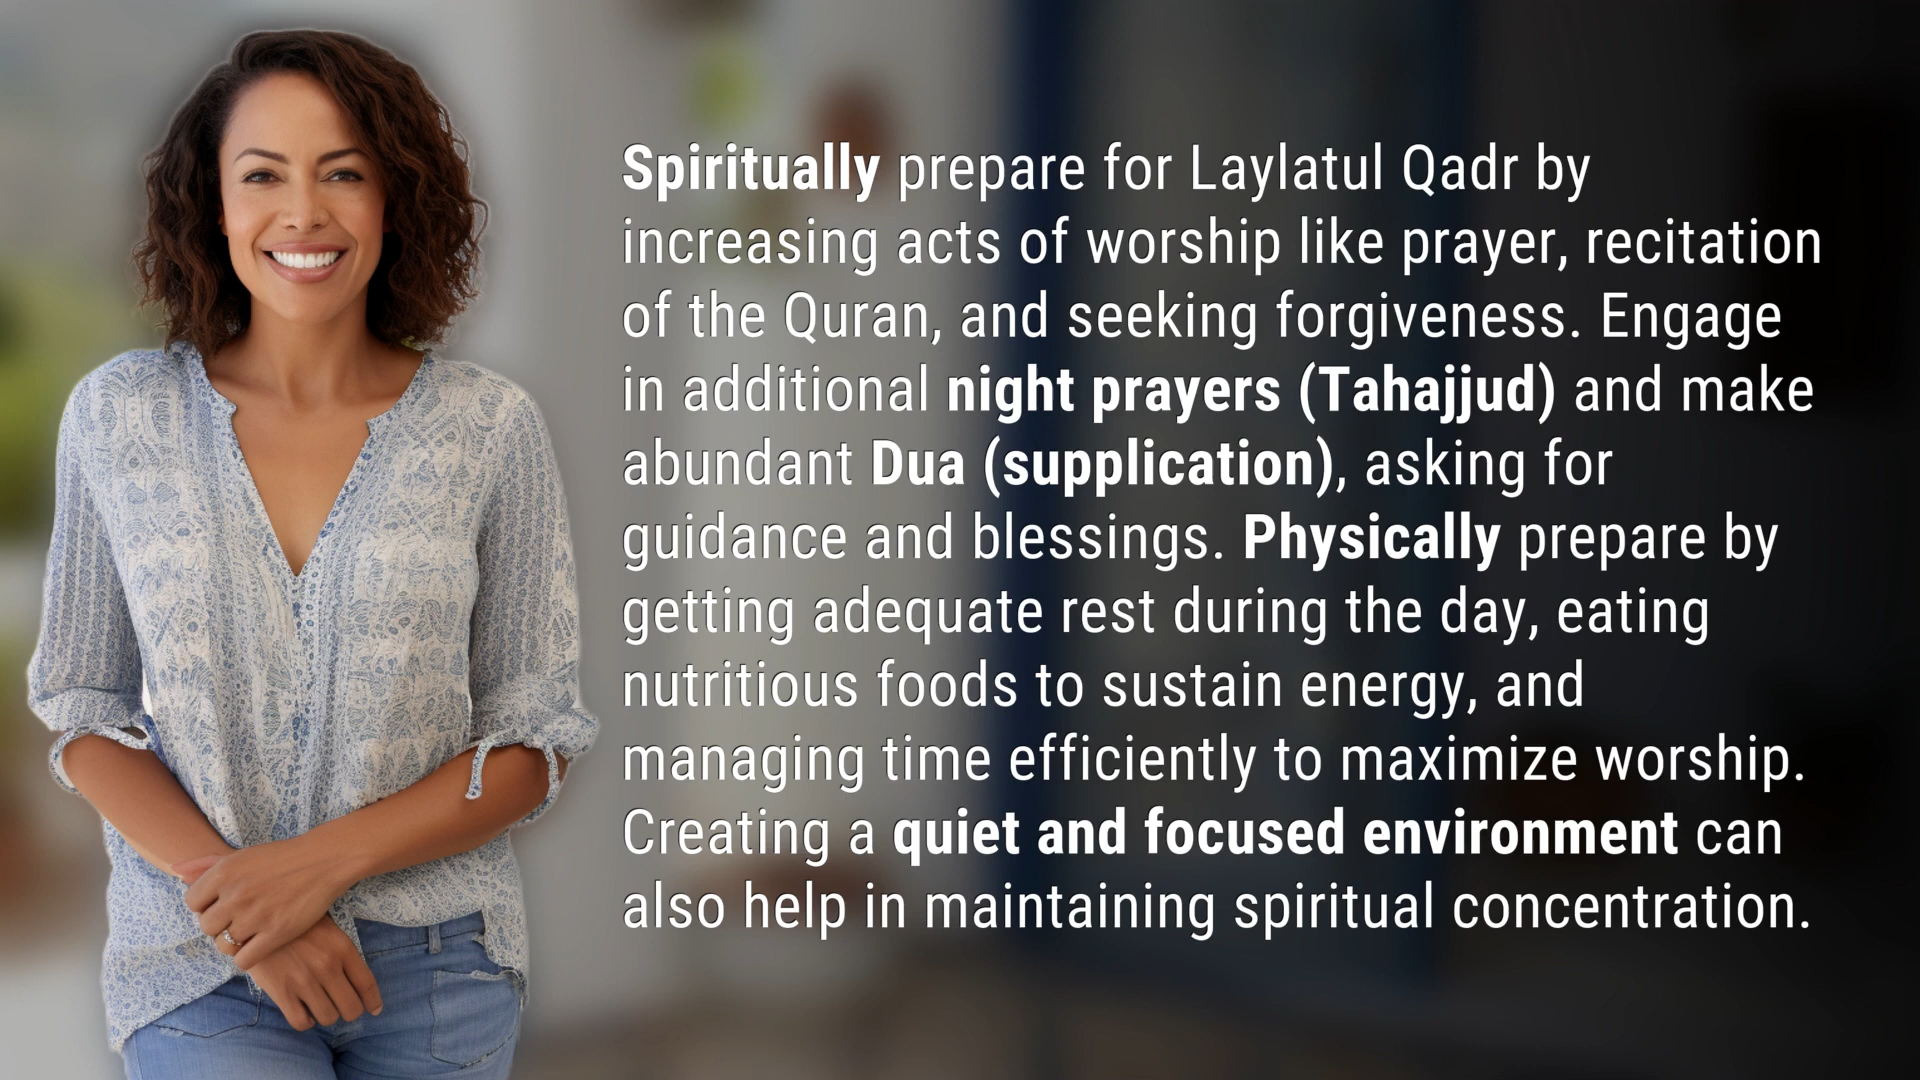 Spiritually prepare for Laylatul Qadr by
increasing acts of worship like prayer, recitation
of the Quran, and seeking forgiveness. Engage
in additional night prayers (Tahajjud) and make
abundant Dua (supplication), asking for
guidance and blessings. Physically prepare by
getting adequate rest during the day, eating
nutritious foods to sustain energy, and
managing time efficiently to maximize worship.
Creating a quiet and focused environment can
also help in maintaining spiritual concentration.